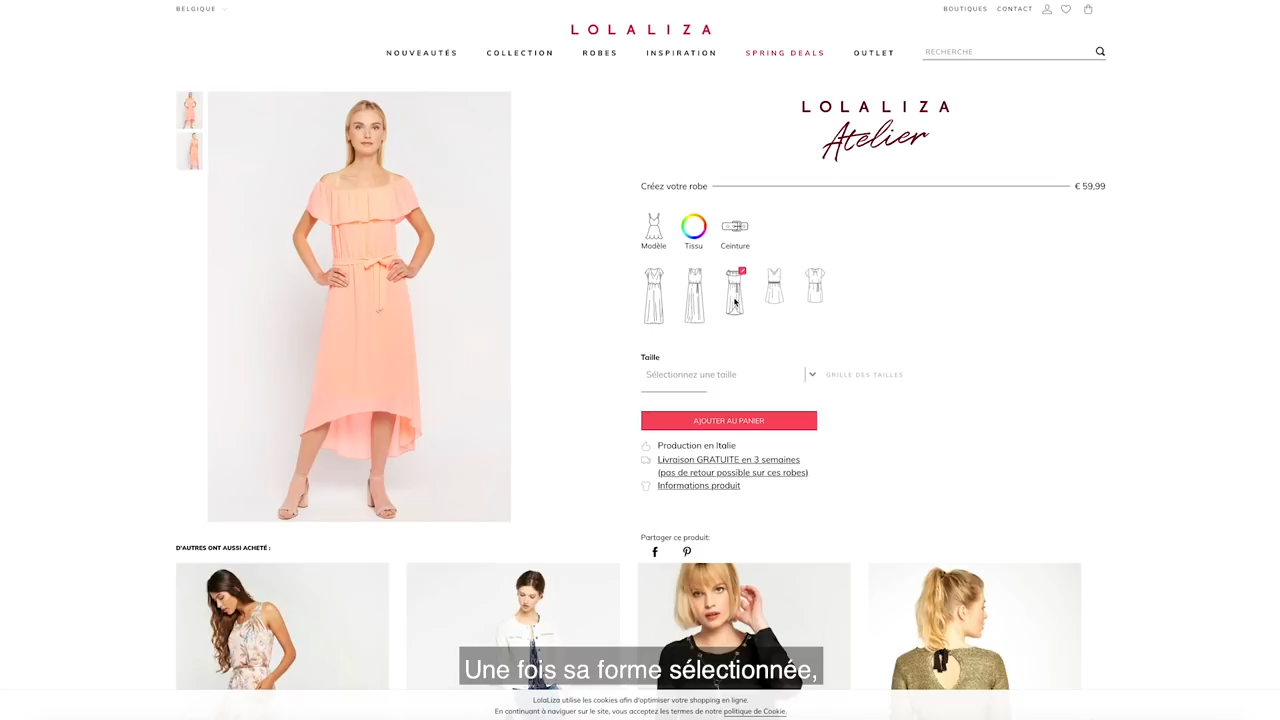 BELGIQUE
BOUTIQUES CONTACT
LOLALIZA
NOUVEAUTÉS COLLECTION ROBES INSPIRATION SPRING DEALS OUTLET
RECHERCHE
LOLALIZA
Atelier
Créez votre robe € 59,99
Modèle Tissu Ceinture
Taille
Sélectionnez une taille
GRILLE DES TAILLES
AJOUTER AU PANIER
Production en Italie
Livraison GRATUITE en 3 semaines
(pas de retour possible sur ces robes)
Informations produit
Partager ce produit:
D'AUTRES ONT AUSSI ACHETÉ :
Une fois sa forme sélectionnée,
LolaLiza utilise les cookies afin d'optimiser votre shopping en ligne.
En continuant à naviguer sur le site, vous acceptez les termes de notre politique de Cookie.